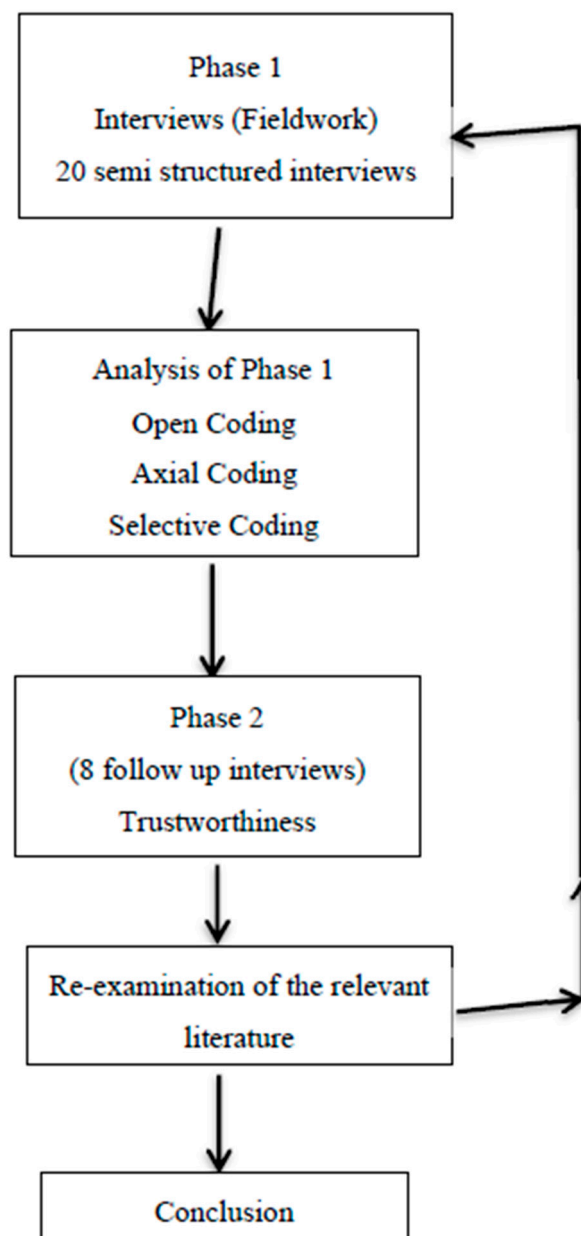 Phase 1
Interviews (Fieldwork)
20 semi structured interviews
Analysis of Phase 1
Open Coding
Axial Coding
Selective Coding
Phase 2
(8 follow up interviews)
Trustworthiness
Re-examination of the relevant
literature
Conclusion